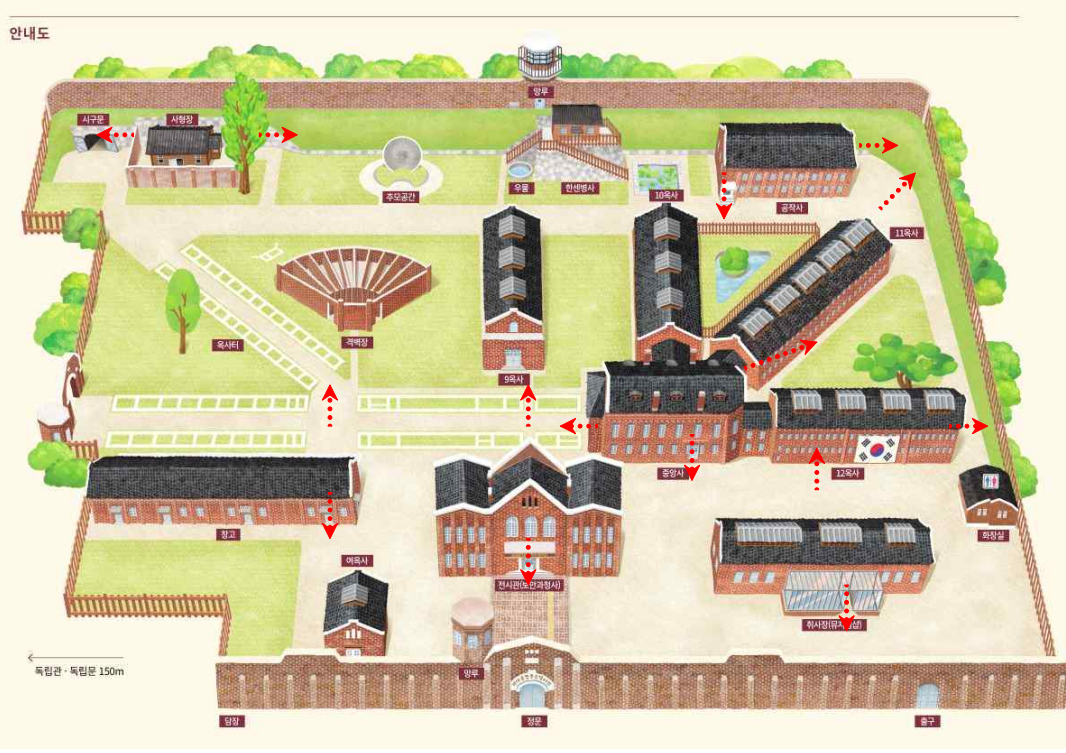 안내도
망루
시구문
사형장
추모공간
우물
한센병사
10옥사
공작사
11옥사
옥사터
격벽장
9옥사
중앙사
12옥사
창고
화장실
여옥사
전시관(보안과청사)
취사장(뮤지
샵)
독립관 · 독립문 150m
망루
담장
정문
출구